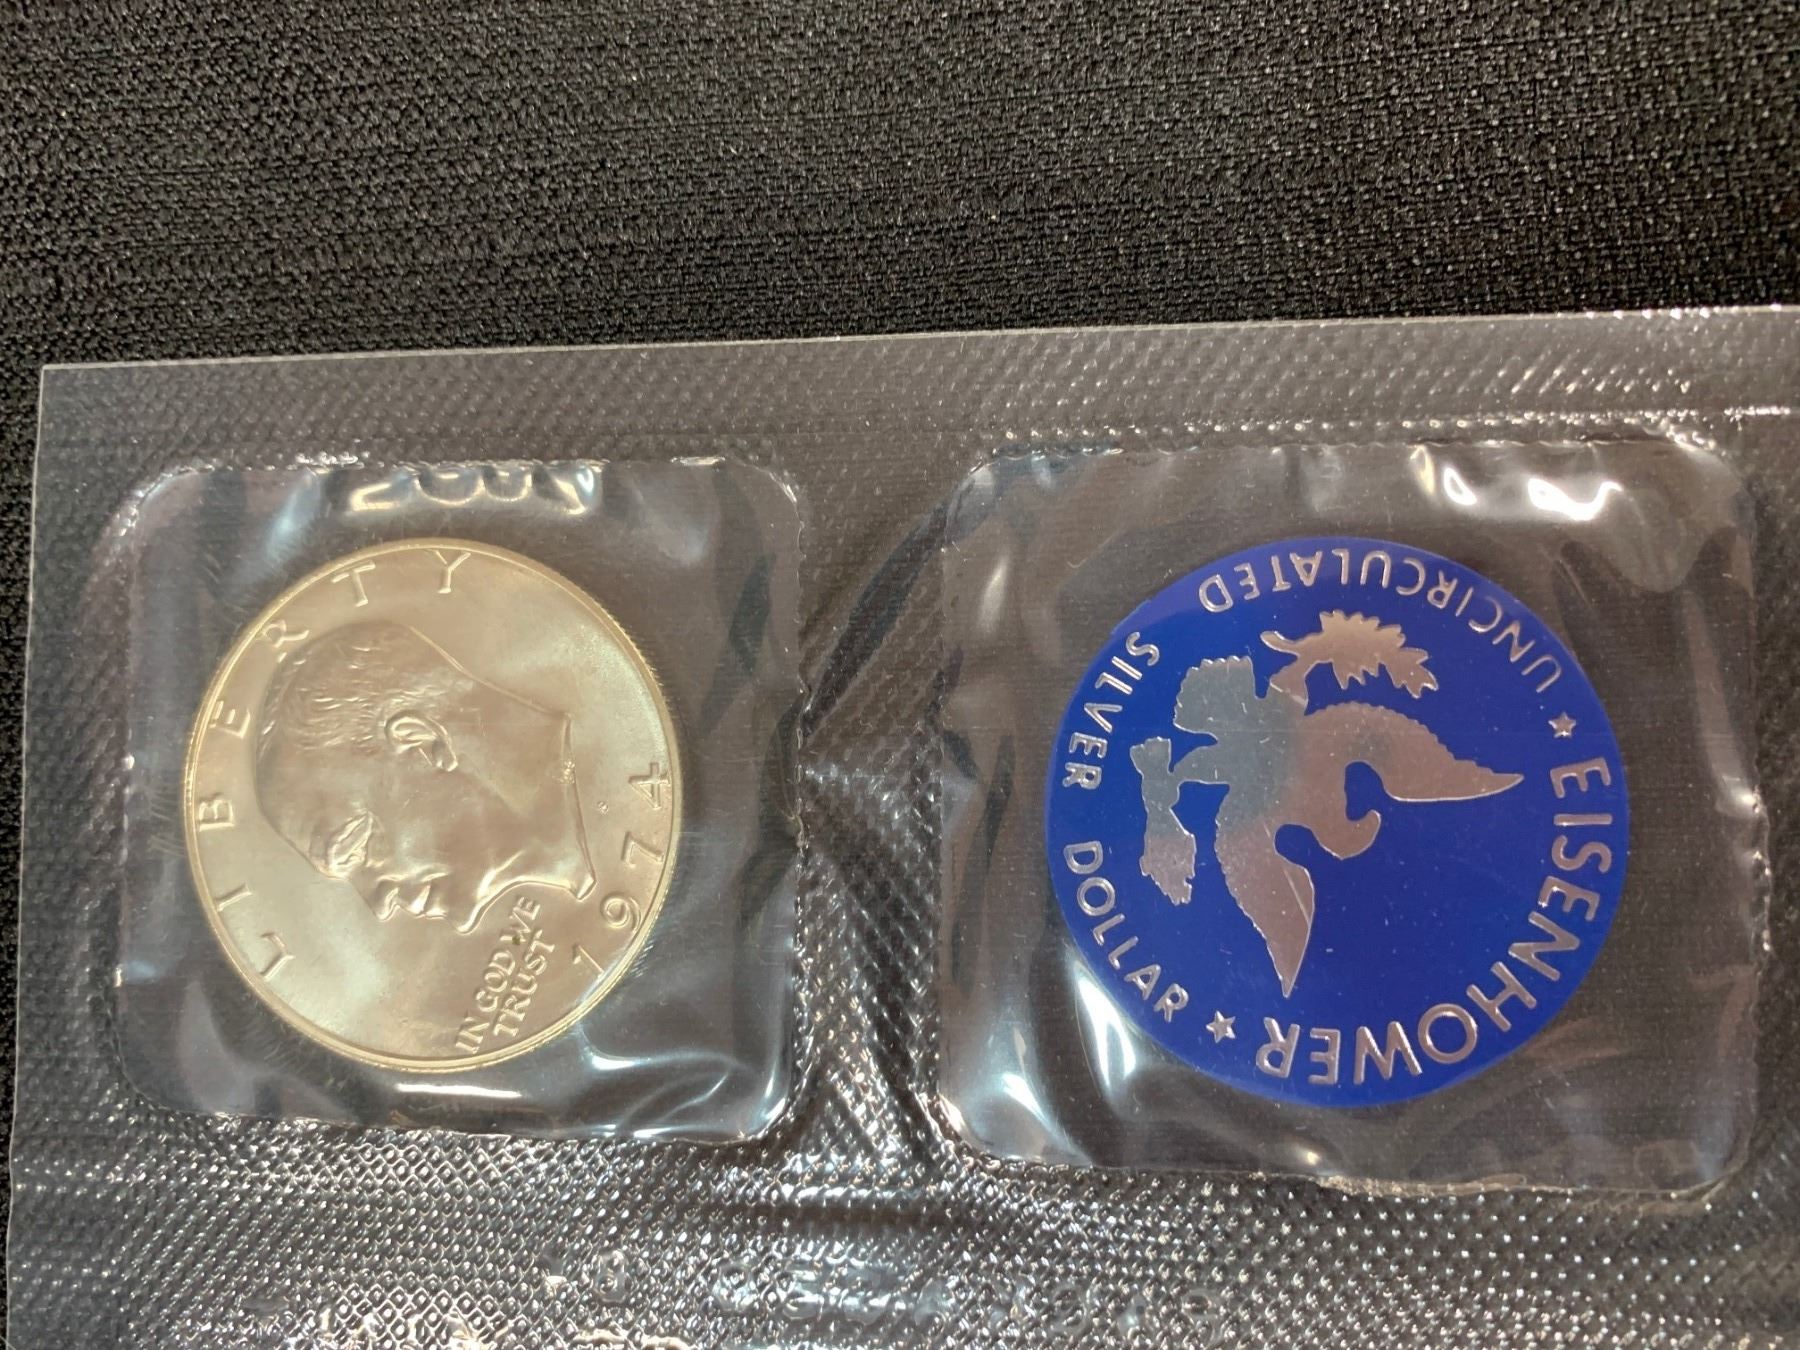 LIBERTY
IN GOD WE
TRUST
1974
UNCIRCULATED
SILVER DOLLAR
★ EISENHOWER ★